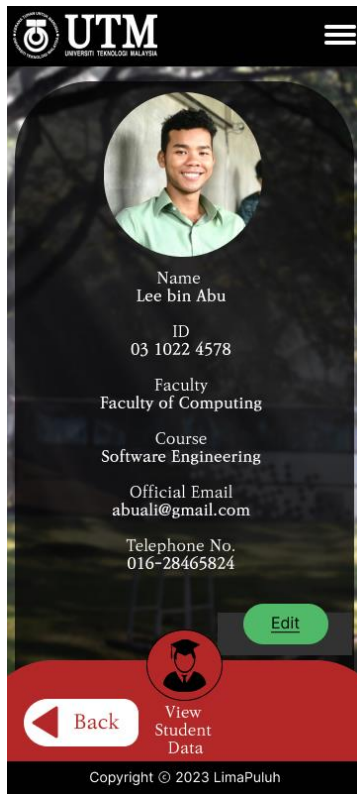 UTM
UNIVERSITI TEKNOLOGI MALAYSIA
Name
Lee bin Abu
ID
03 1022 4578
Faculty
Faculty of Computing
Course
Software Engineering
Official Email
abuali@gmail.com
Telephone No.
016-28465824
Edit
Back
View
Student
Data
Copyright © 2023 LimaPuluh